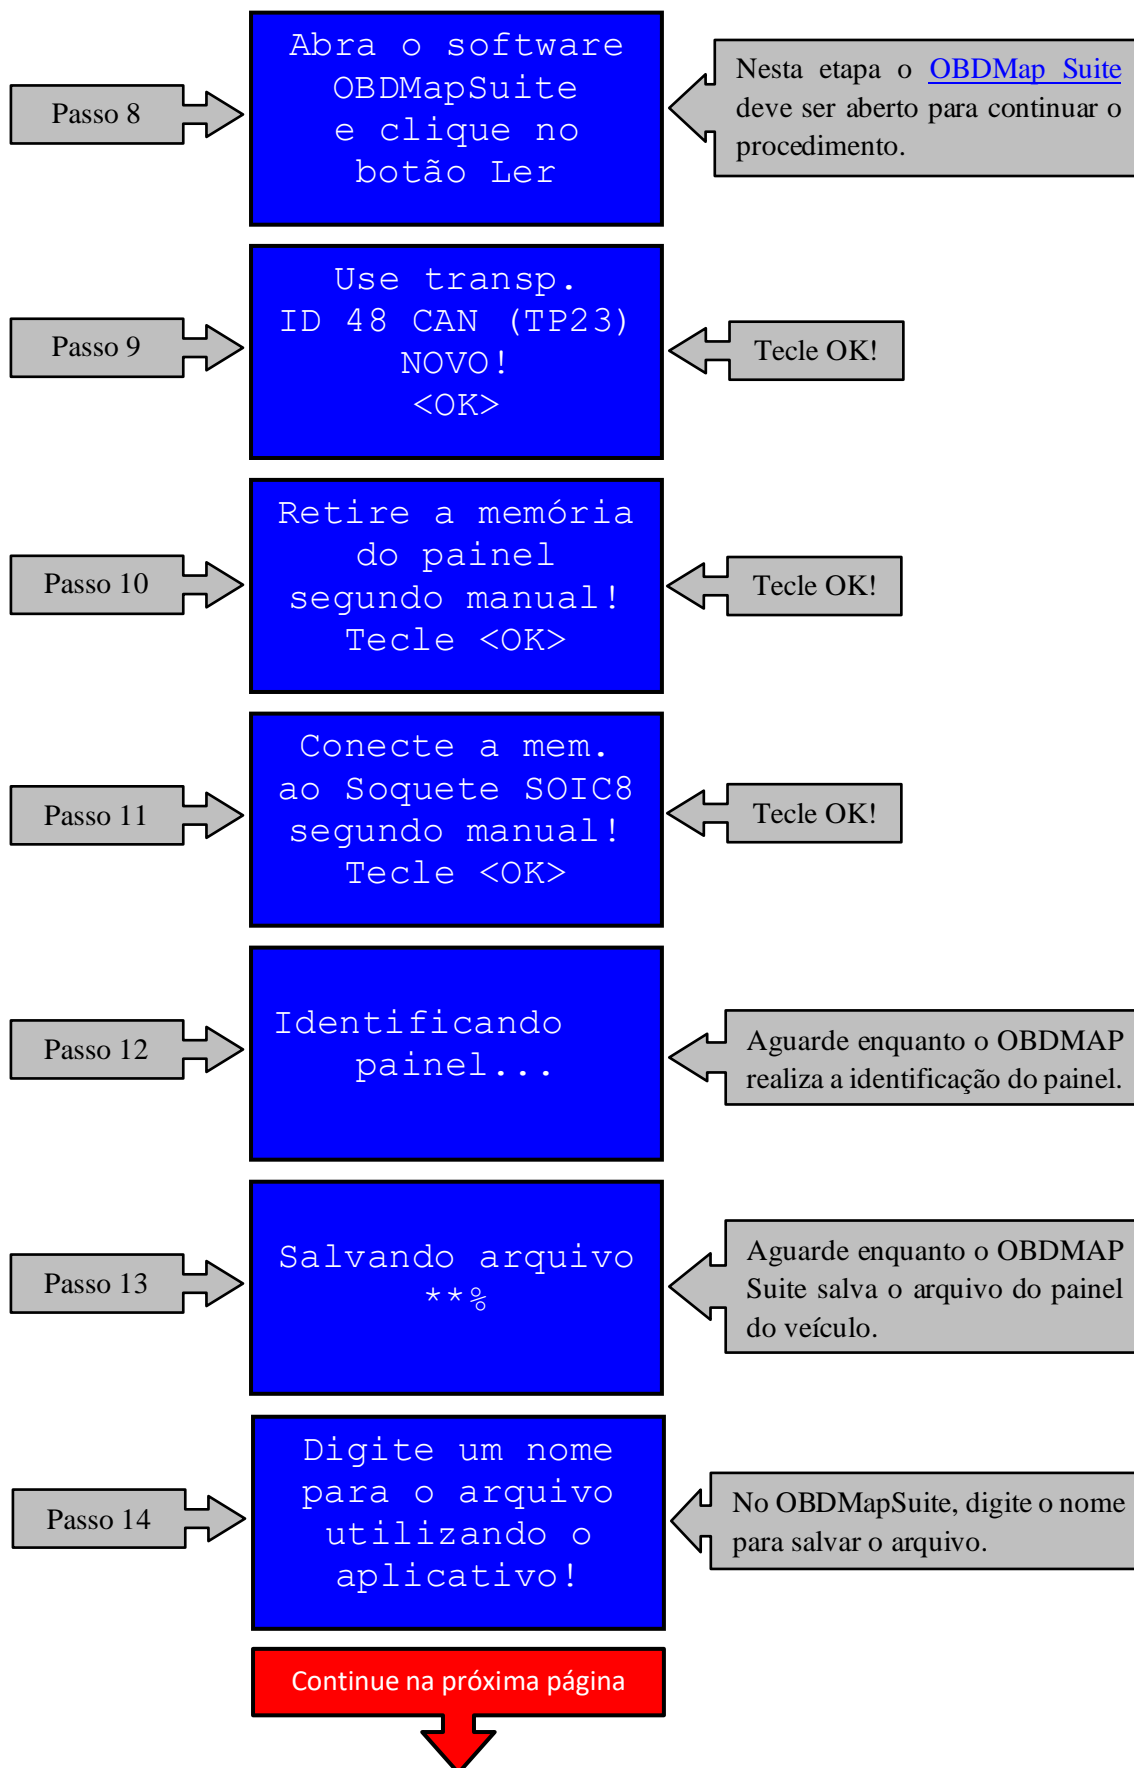 Passo 8
Abra o software
OBDMapSuite
e clique no
botão Ler
Nesta etapa o OBDMap Suite
deve ser aberto para continuar o
procedimento.
Passo 9
Use transp.
ID 48 CAN (TP23)
NOVO!
<OK>
Tecle OK!
Passo 10
Retire a memória
do painel
segundo manual!
Tecle <OK>
Tecle OK!
Passo 11
Conecte a mem.
ao Soquete SOIC8
segundo manual!
Tecle <OK>
Tecle OK!
Passo 12
Identificando
painel...
Aguarde enquanto o OBDMAP
realiza a identificação do painel.
Passo 13
Salvando arquivo
**%
Aguarde enquanto o OBDMAP
Suite salva o arquivo do painel
do veículo.
Passo 14
Digite um nome
para o arquivo
utilizando o
aplicativo!
No OBDMapSuite, digite o nome
para salvar o arquivo.
Continue na próxima página